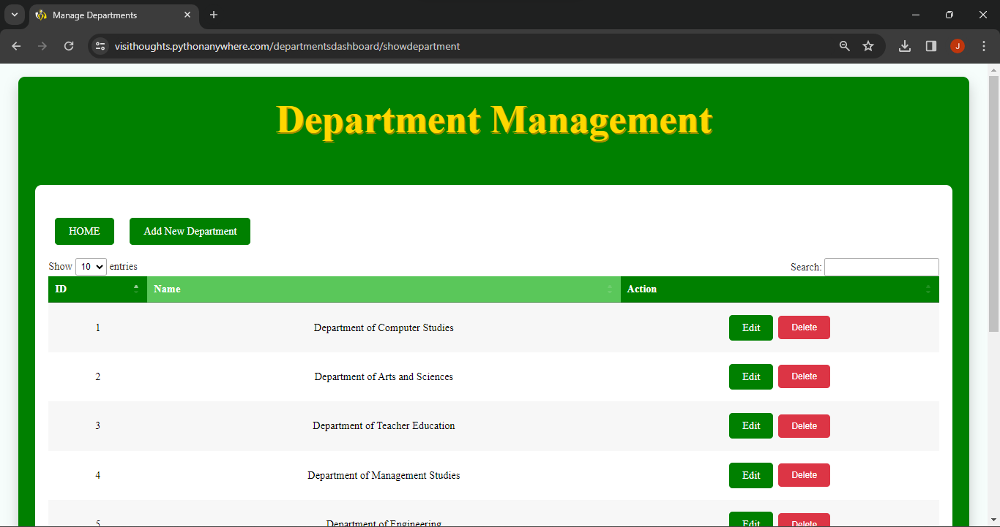 Manage Departments
visithoughts.pythonanywhere.com/departmentsdashboard/showdepartment
J
Department Management
HOME Add New Department
Show 10 entries Search:
ID Name Action
1 Department of Computer Studies Edit Delete
2 Department of Arts and Sciences Edit Delete
3 Department of Teacher Education Edit Delete
4 Department of Management Studies Edit Delete
5 Department of Engineering Edit Delete